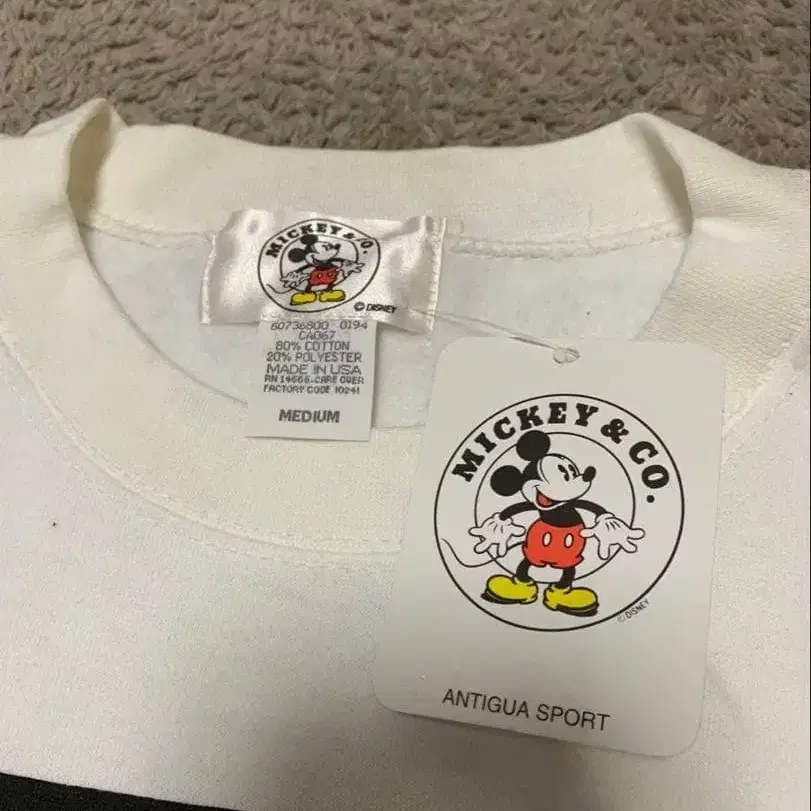 MICKEY & CO.
© DISNEY
60736800 0194
CA067
80% COTTON
20% POLYESTER
MADE IN USA
RN 14666-CARE OVER
FACTORY CODE 10241
MEDIUM
MICKEY & CO.
© DISNEY
ANTIGUA SPORT